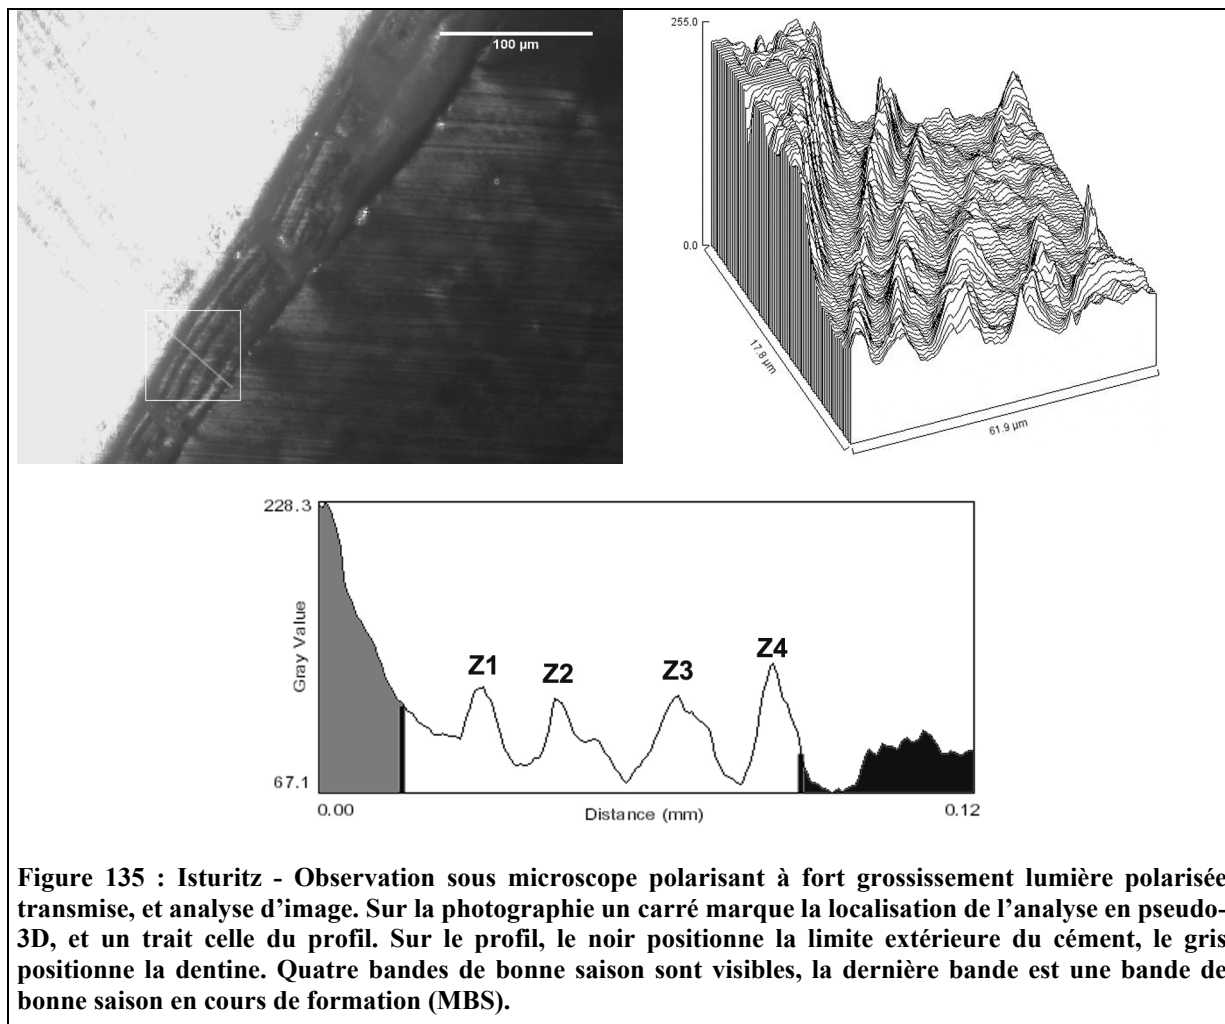 100 µm
255.0
0.0
17.8 µm
61.9 µm
228.3
Gray Value
67.1
Z1
Z2
Z3
Z4
0.00
Distance (mm)
0.12
Figure 135 : Isturitz - Observation sous microscope polarisant à fort grossissement lumière polarisée
transmise, et analyse d’image. Sur la photographie un carré marque la localisation de l’analyse en pseudo-
3D, et un trait celle du profil. Sur le profil, le noir positionne la limite extérieure du cément, le gris
positionne la dentine. Quatre bandes de bonne saison sont visibles, la dernière bande est une bande de
bonne saison en cours de formation (MBS).